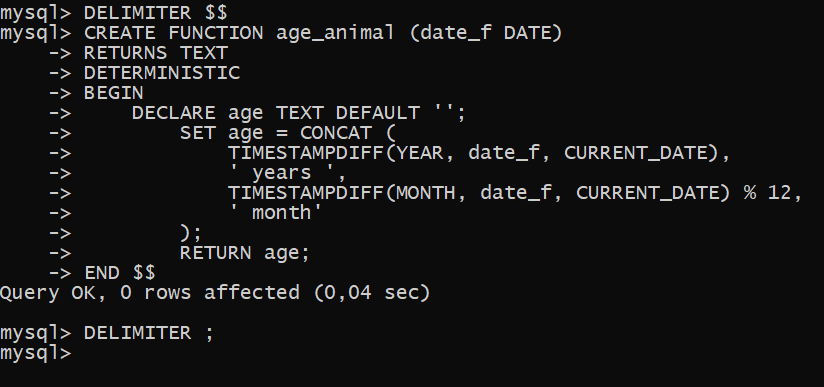 mysql> DELIMITER $$
mysql> CREATE FUNCTION age_animal (date_f DATE)
    -> RETURNS TEXT
    -> DETERMINISTIC
    -> BEGIN
    ->     DECLARE age TEXT DEFAULT '';
    ->         SET age = CONCAT (
    ->             TIMESTAMPDIFF(YEAR, date_f, CURRENT_DATE),
    ->             ' years ',
    ->             TIMESTAMPDIFF(MONTH, date_f, CURRENT_DATE) % 12,
    ->             ' month'
    ->         );
    ->         RETURN age;
    -> END $$
Query OK, 0 rows affected (0,04 sec)
mysql> DELIMITER ;
mysql>